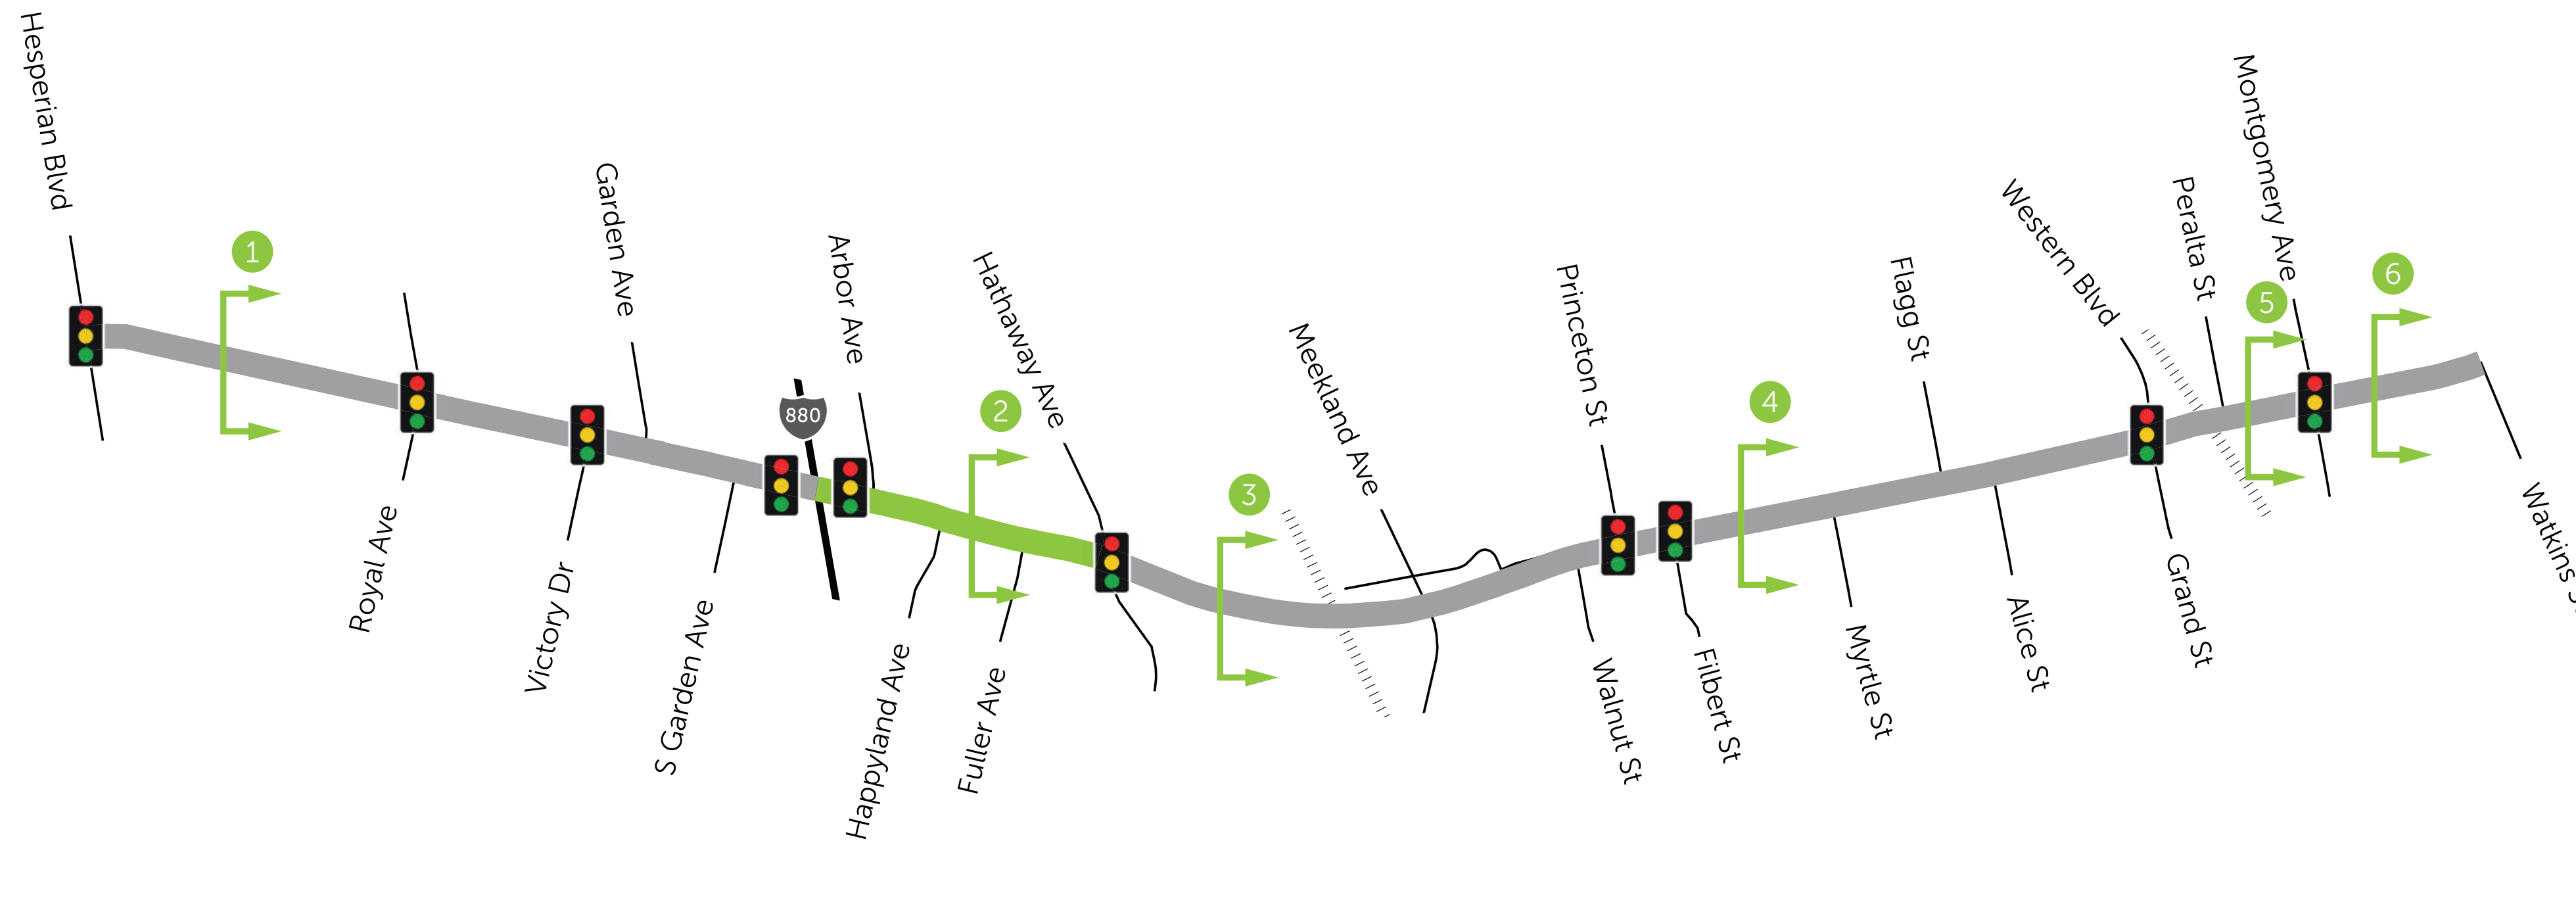 Hesperian Blvd
1
Royal Ave
Victory Dr
Garden Ave
S Garden Ave
880
Arbor Ave
Happyland Ave
2
Fuller Ave
Hathaway Ave
3
Meekland Ave
Princeton St
Walnut St
Filbert St
4
Myrtle St
Flagg St
Alice St
Western Blvd
Grand St
Peralta St
5
Montgomery Ave
6
Watkins S